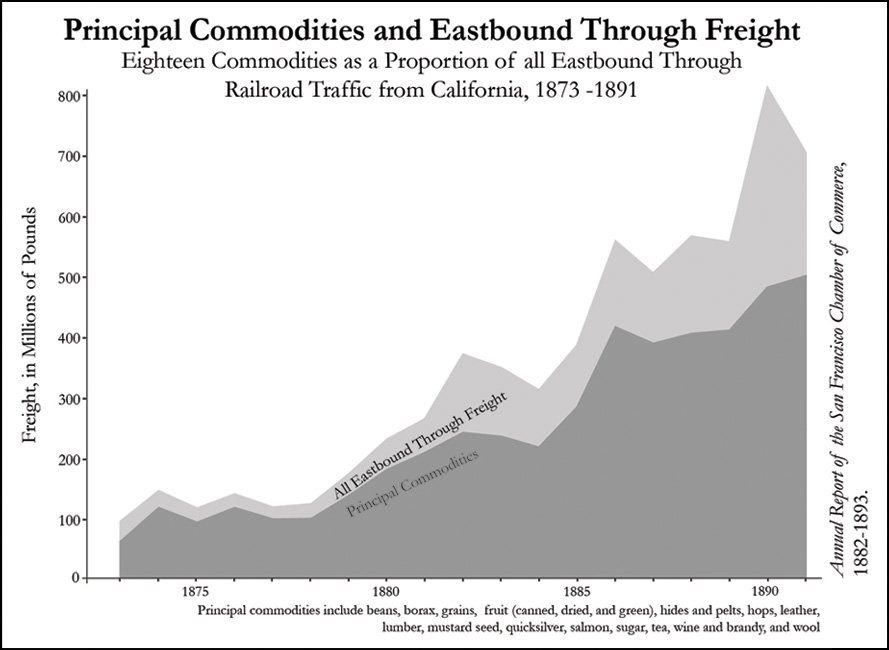 Principal Commodities and Eastbound Through Freight
Eighteen Commodities as a Proportion of all Eastbound Through
Railroad Traffic from California, 1873 -1891
Freight, in Millions of Pounds
800
700
600
500
400
300
200
100
0
All Eastbound Through Freight
Principal Commodities
1875
1880
1885
1890
Annual Report of the San Francisco Chamber of Commerce,
1882-1893.
Principal commodities include beans, borax, grains, fruit (canned, dried, and green), hides and pelts, hops, leather,
lumber, mustard seed, quicksilver, salmon, sugar, tea, wine and brandy, and wool